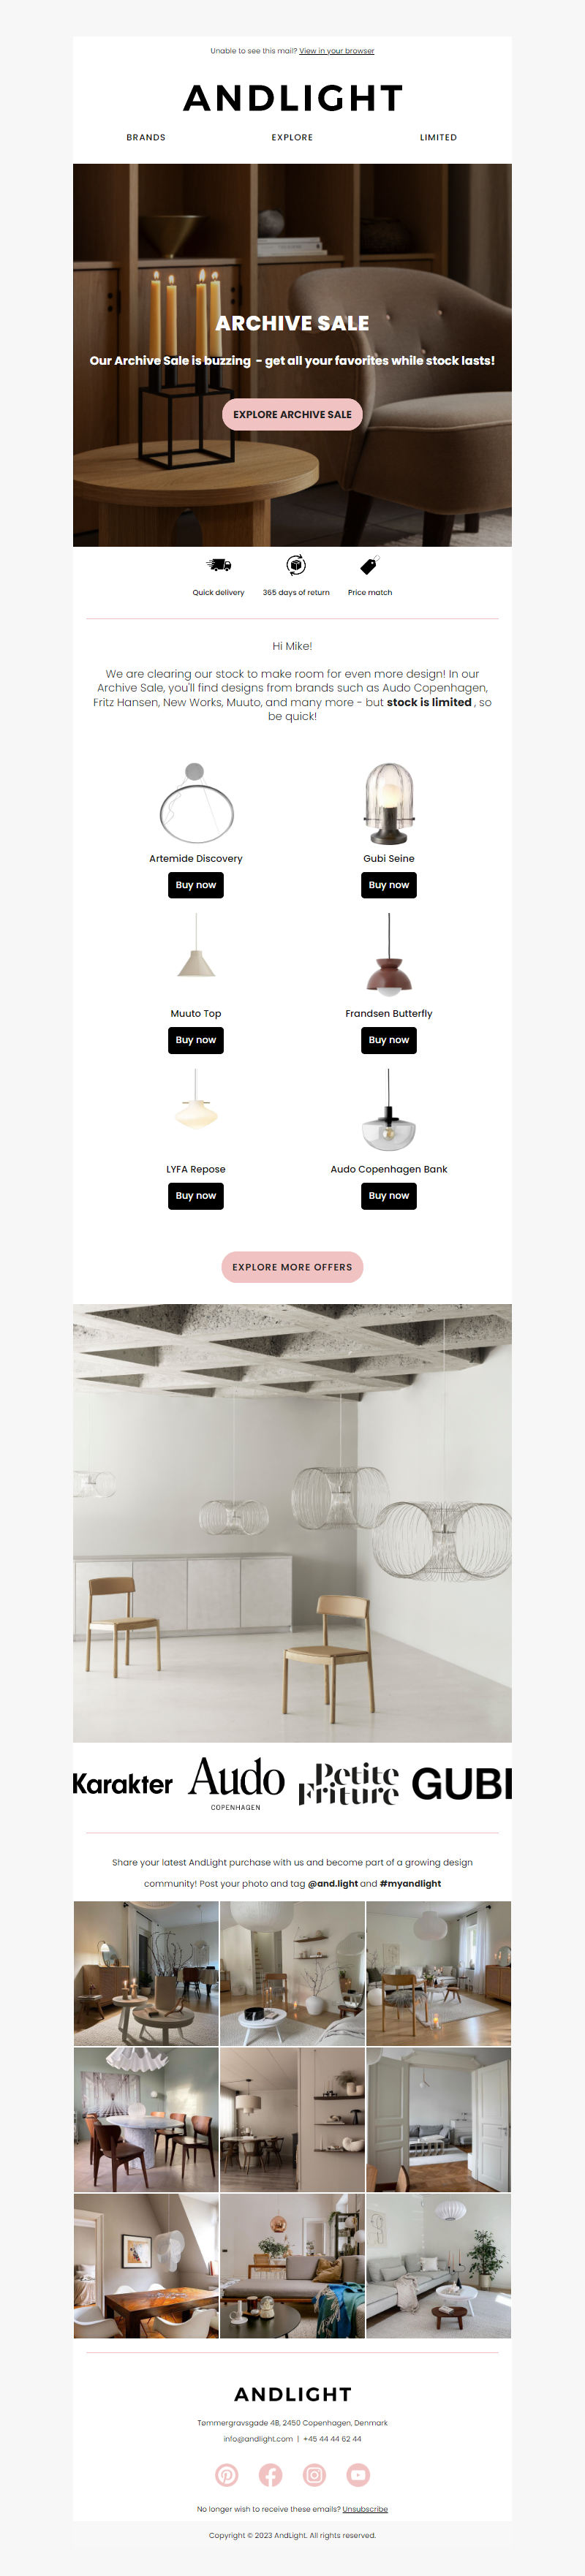 Unable to see this mail? View in your browser
ANDLIGHT
BRANDS EXPLORE LIMITED
ARCHIVE SALE
Our Archive Sale is buzzing - get all your favorites while stock lasts!
EXPLORE ARCHIVE SALE
Quick delivery 365 days of return Price match
Hi Mike!
We are clearing our stock to make room for even more design! In our
Archive Sale, you'll find designs from brands such as Audo Copenhagen,
Fritz Hansen, New Works, Muuto, and many more - but stock is limited , so
be quick!
Artemide Discovery Gubi Seine
Buy now Buy now
Muuto Top Frandsen Butterfly
Buy now Buy now
LYFA Repose Audo Copenhagen Bank
Buy now Buy now
EXPLORE MORE OFFERS
Karakter Audo COPENHAGEN Petite Friture GUBI
Share your latest AndLight purchase with us and become part of a growing design
community! Post your photo and tag @and.light and #myandlight
ANDLIGHT
Tømmergravsgade 4B, 2450 Copenhagen, Denmark
info@andlight.com | +45 44 44 62 44
No longer wish to receive these emails? Unsubscribe
Copyright © 2023 AndLight. All rights reserved.